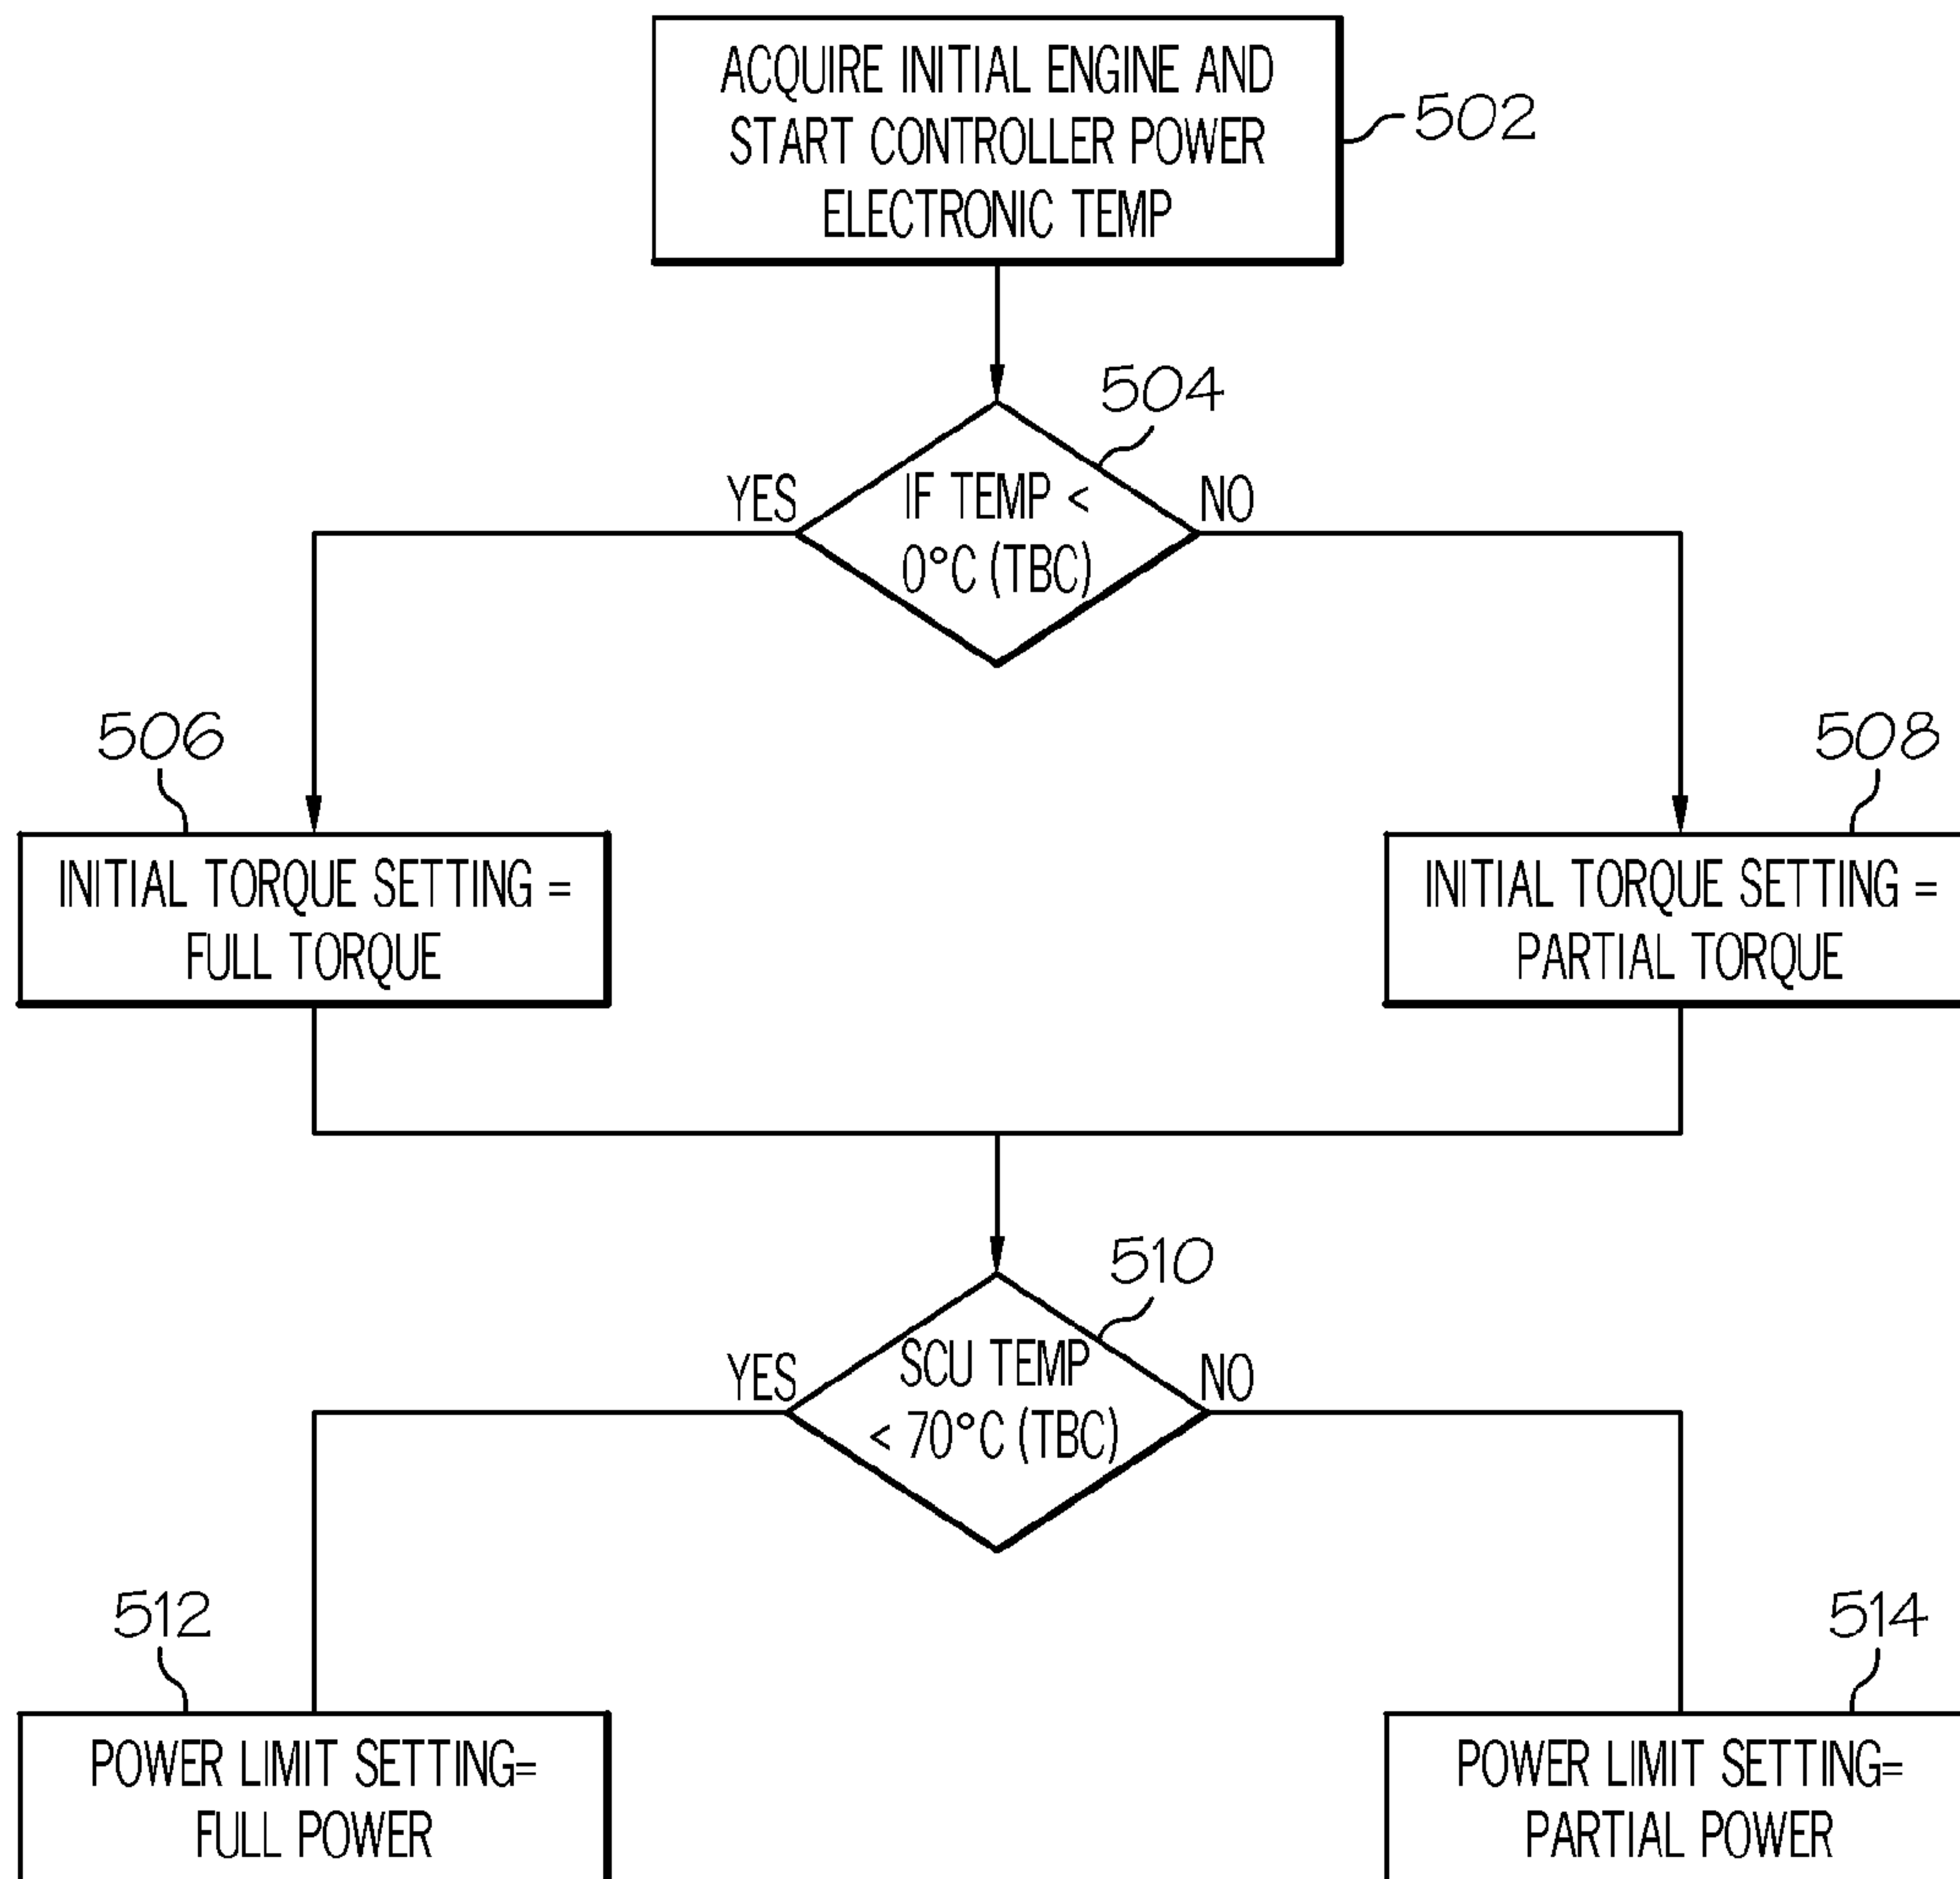 ACQUIRE INITIAL ENGINE AND
START CONTROLLER POWER
ELECTRONIC TEMP
502
504
YES
IF TEMP <
0°C (TBC)
NO
506
508
INITIAL TORQUE SETTING =
FULL TORQUE
INITIAL TORQUE SETTING =
PARTIAL TORQUE
510
YES
SCU TEMP
< 70°C (TBC)
NO
512
514
POWER LIMIT SETTING=
FULL POWER
POWER LIMIT SETTING=
PARTIAL POWER